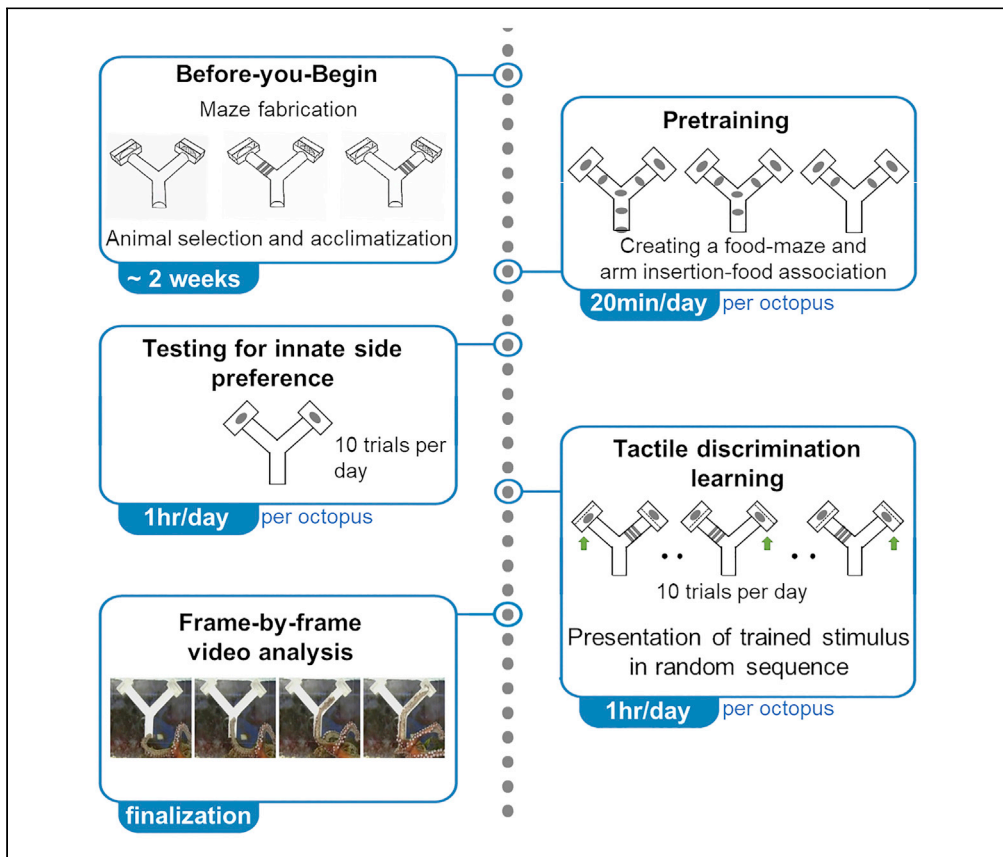 Before-you-Begin
Maze fabrication
Animal selection and acclimatization
~ 2 weeks
Pretraining
Creating a food-maze and
arm insertion-food association
20min/day per octopus
Testing for innate side
preference
10 trials per
day
1hr/day per octopus
Tactile discrimination
learning
10 trials per day
Presentation of trained stimulus
in random sequence
1hr/day per octopus
Frame-by-frame
video analysis
finalization